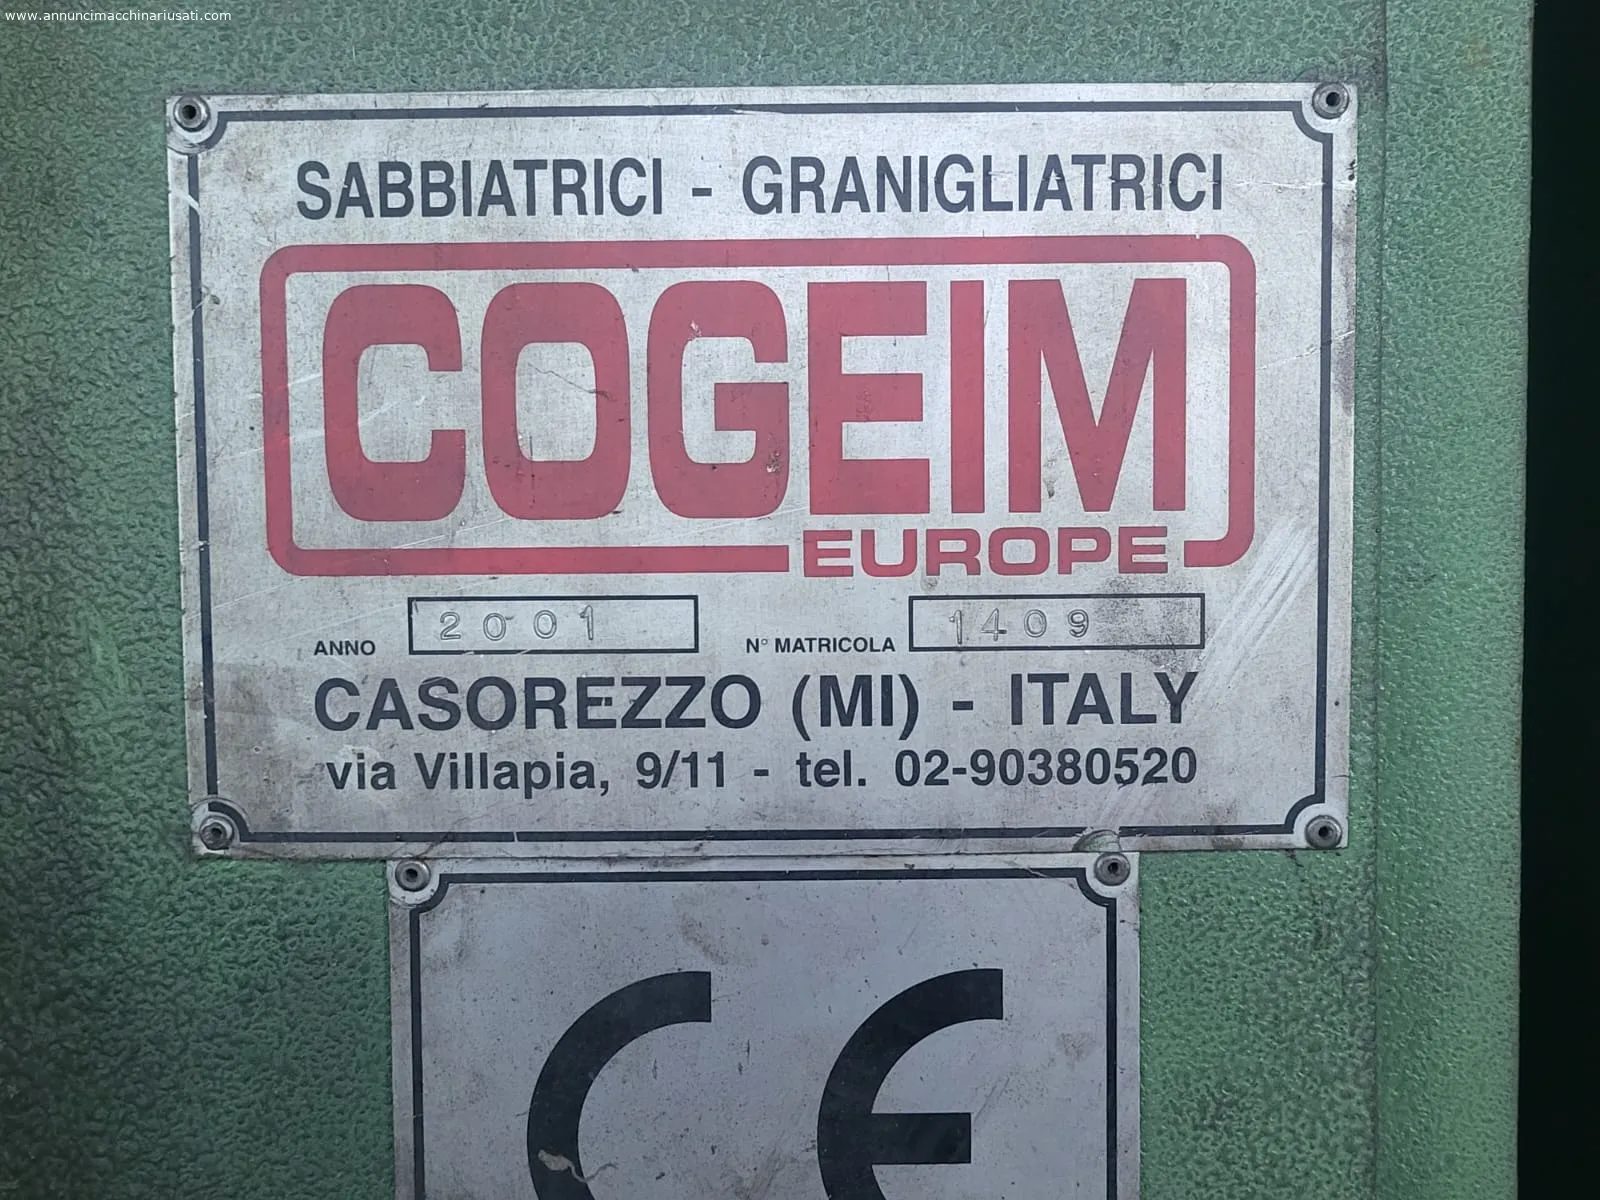 www.annuncimacchinariusati.com
SABBIATRICI - GRANIGLIATRICI
COGEIM
EUROPE
ANNO 2001 N° MATRICOLA 1409
CASOREZZO (MI) - ITALY
via Villapia, 9/11 - tel. 02-90380520
CE